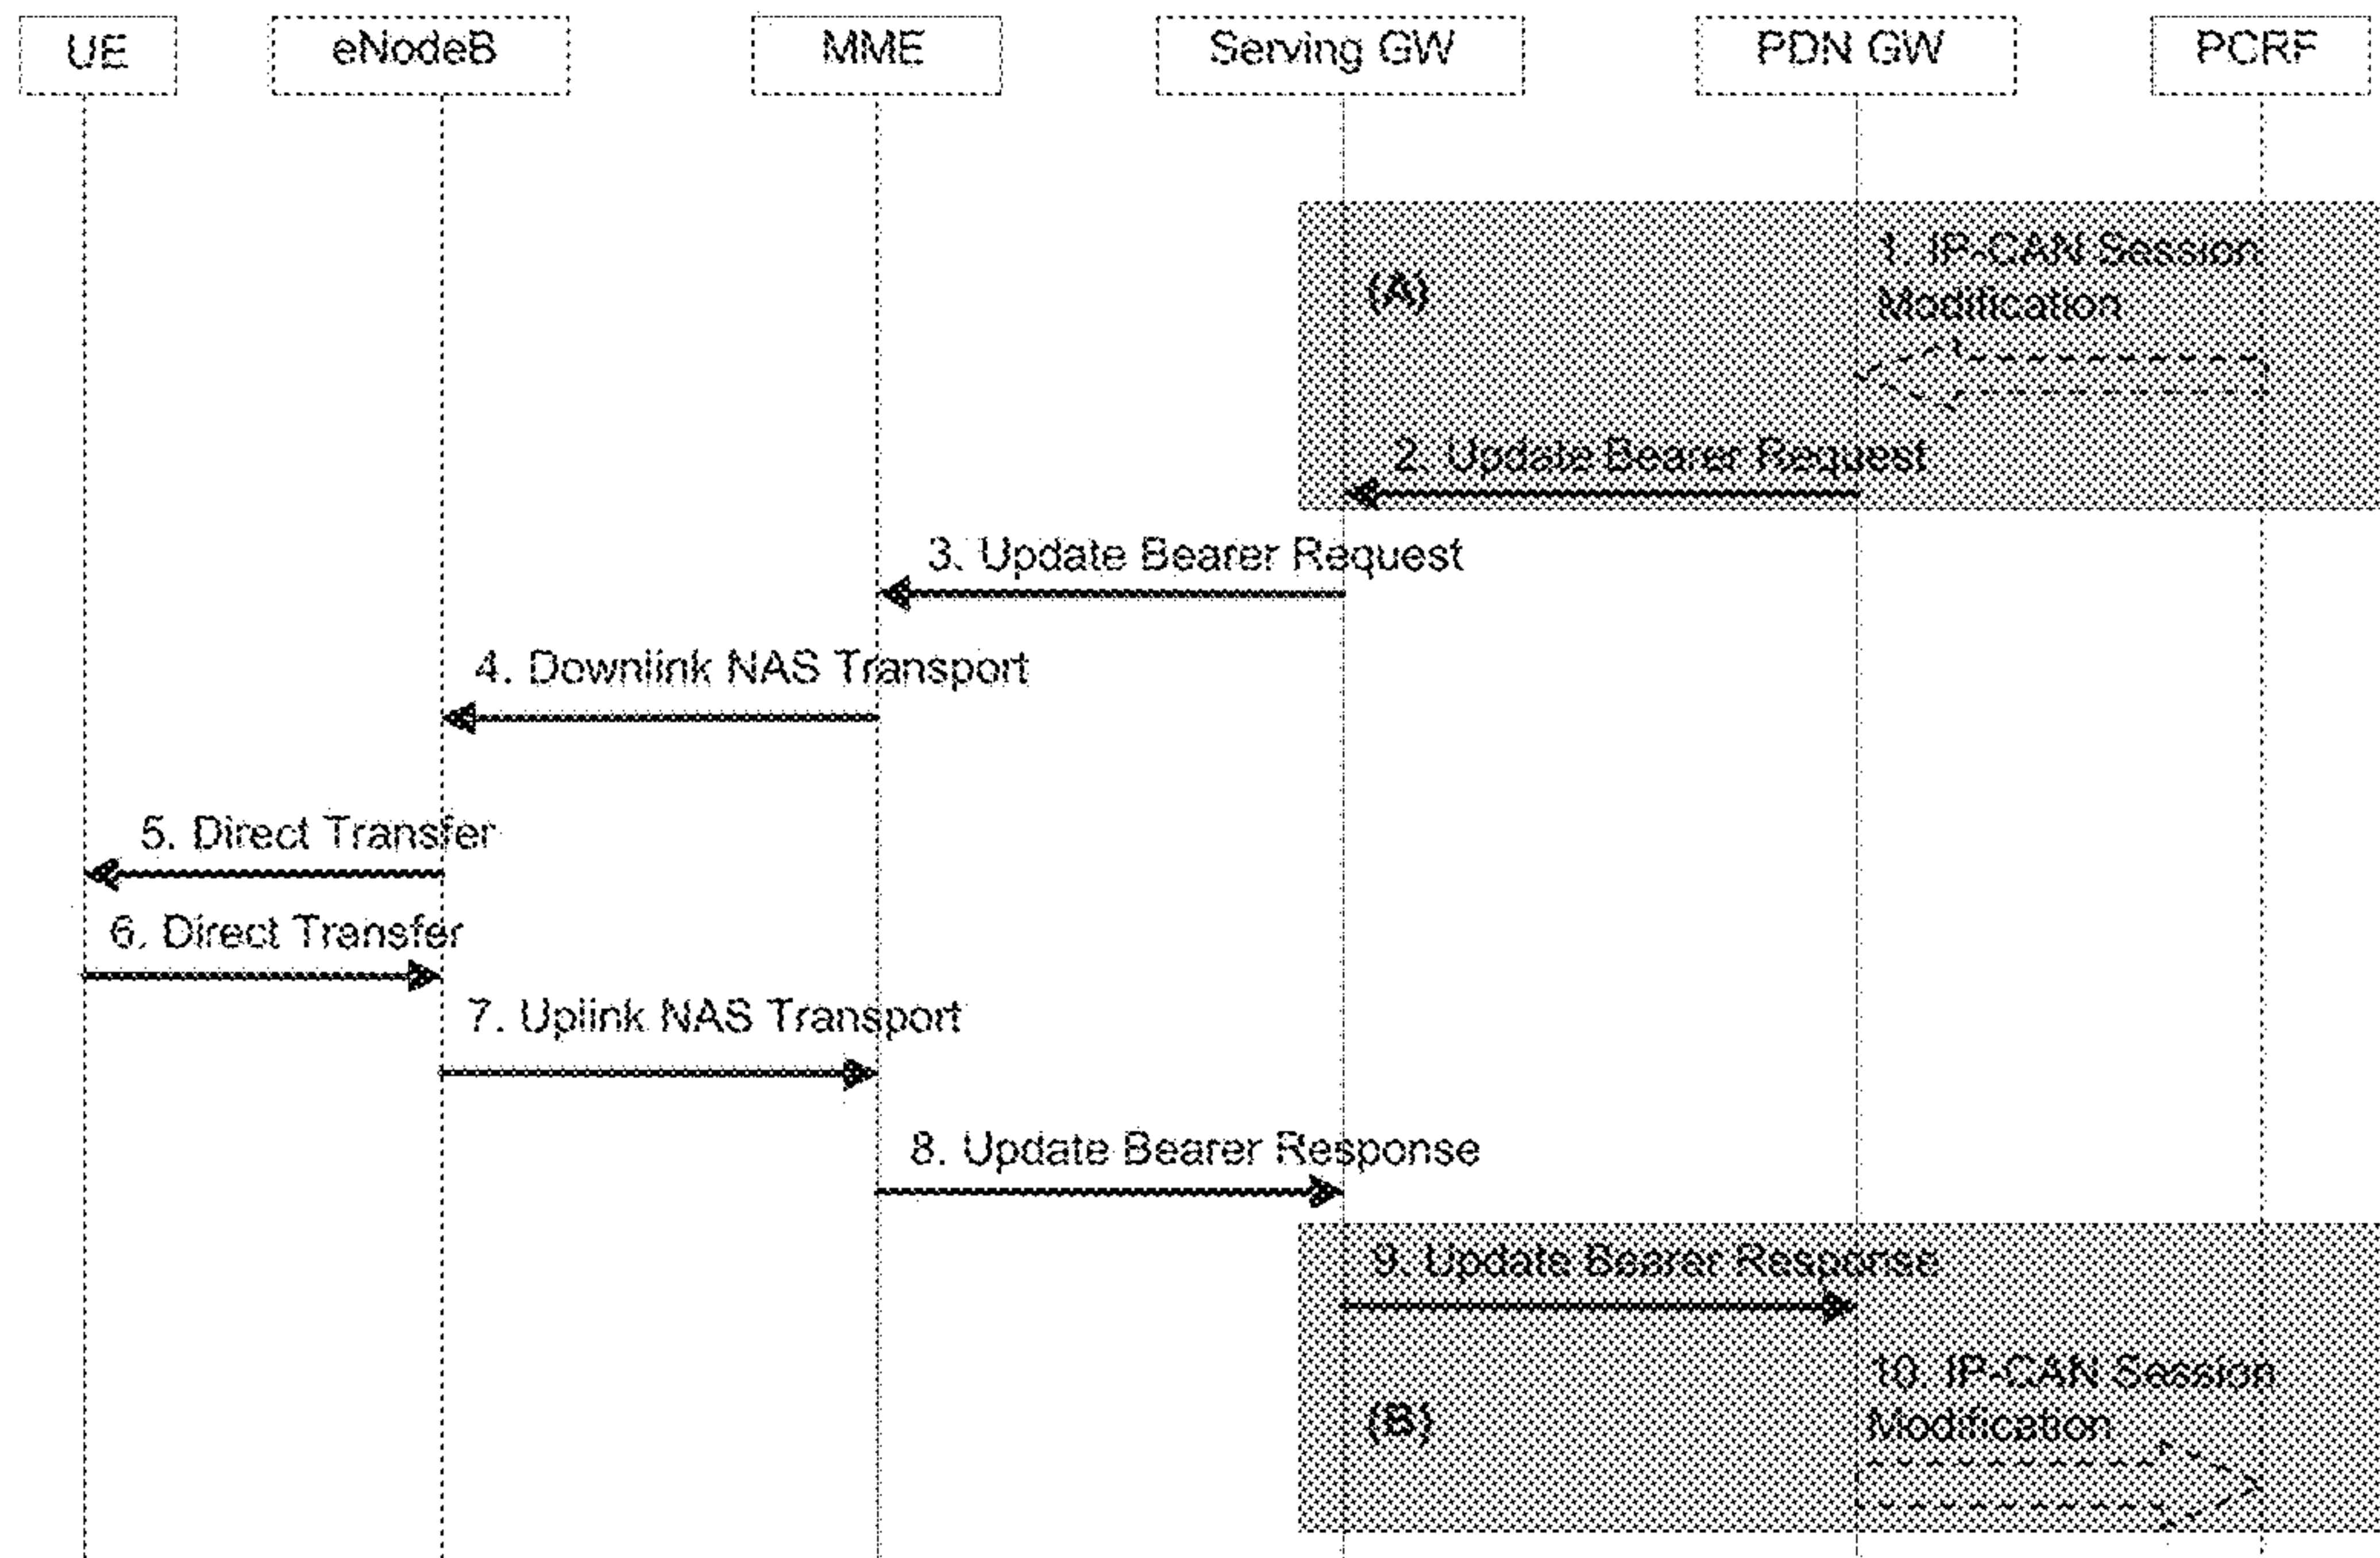 UE
eNodeB
MME
Serving GW
PDN GW
PCRF
1. IP-CAN Session
Modification
(A)
2. Update Bearer Request
3. Update Bearer Request
4. Downlink NAS Transport
5. Direct Transfer
6. Direct Transfer
7. Uplink NAS Transport
8. Update Bearer Response
9. Update Bearer Response
10. IP-CAN Session
Modification
(B)